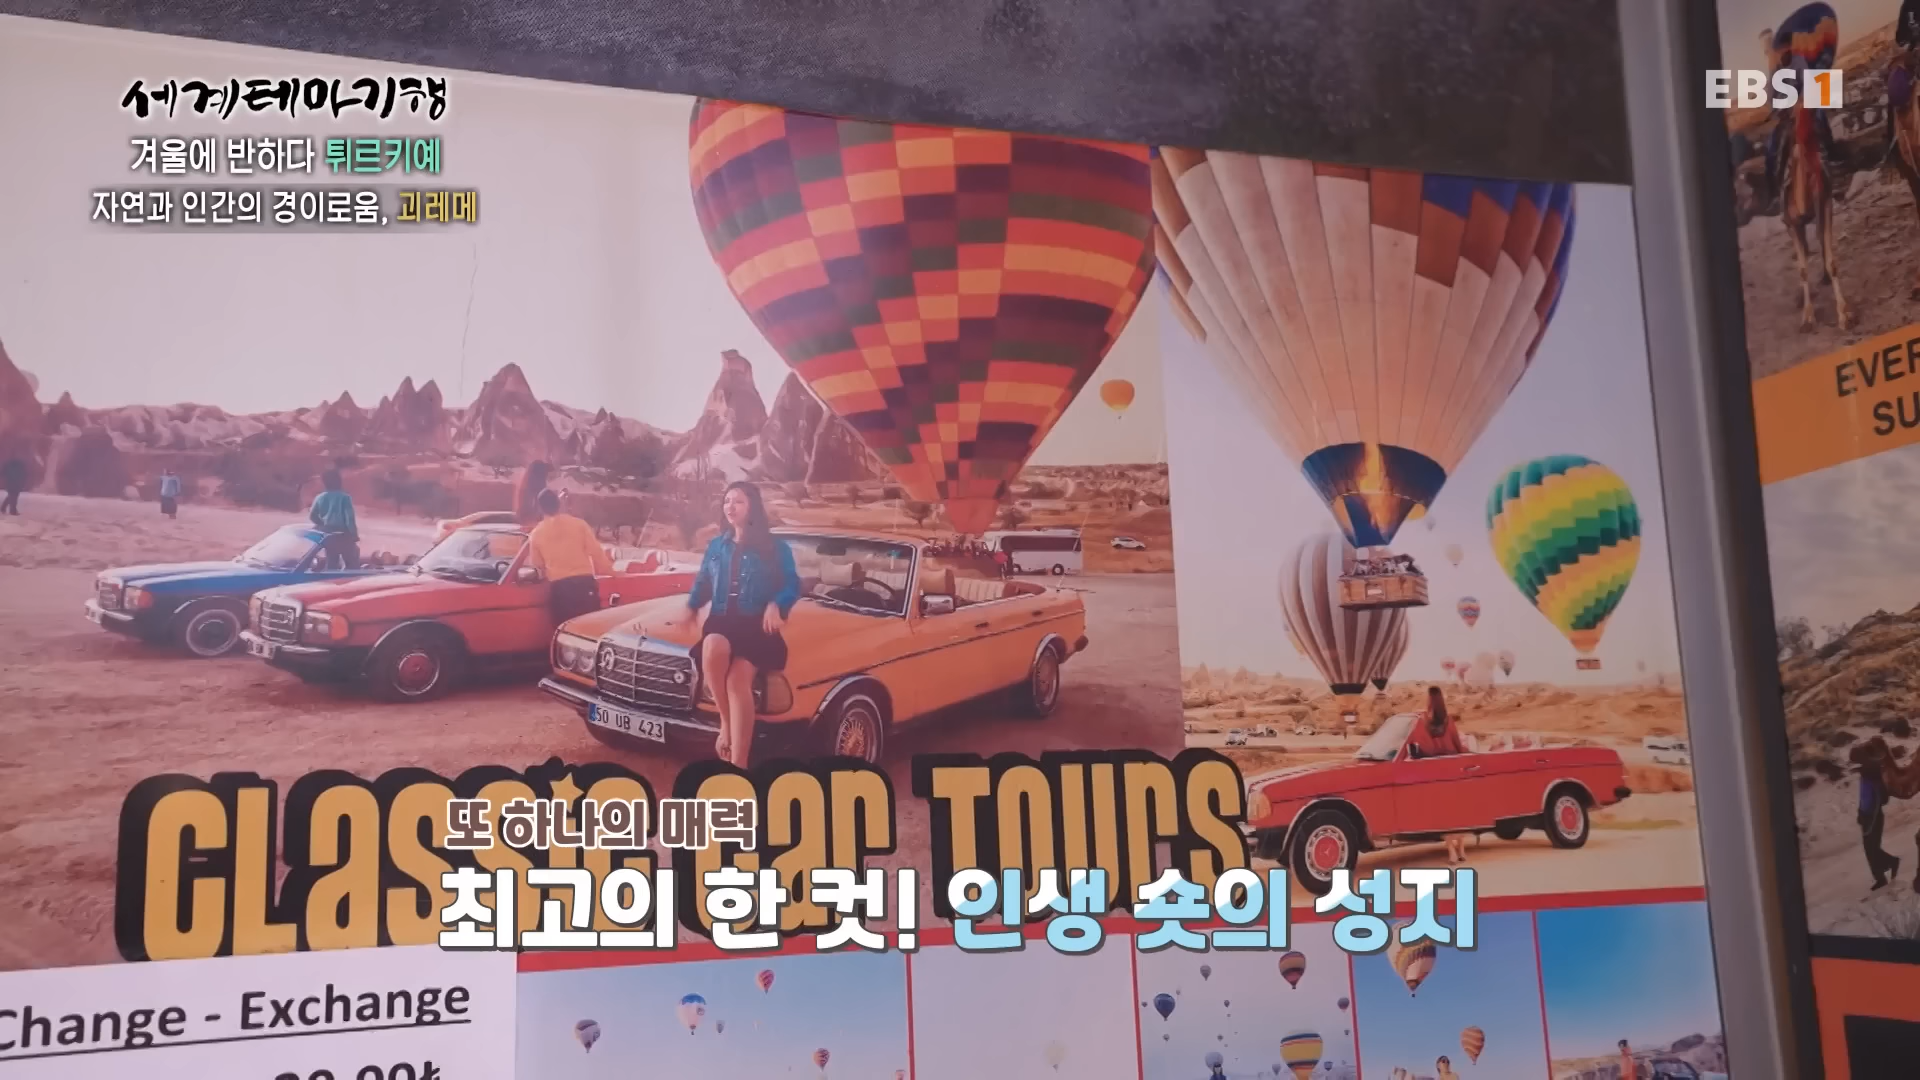 세계테마기행
EBS1
겨울에 반하다 튀르키예
자연과 인간의 경이로움, 괴레메
EVER
SU
50 UB 423
CLassic Car TOURS
또 하나의 매력
최고의 한 컷! 인생 숏의 성지
Change - Exchange